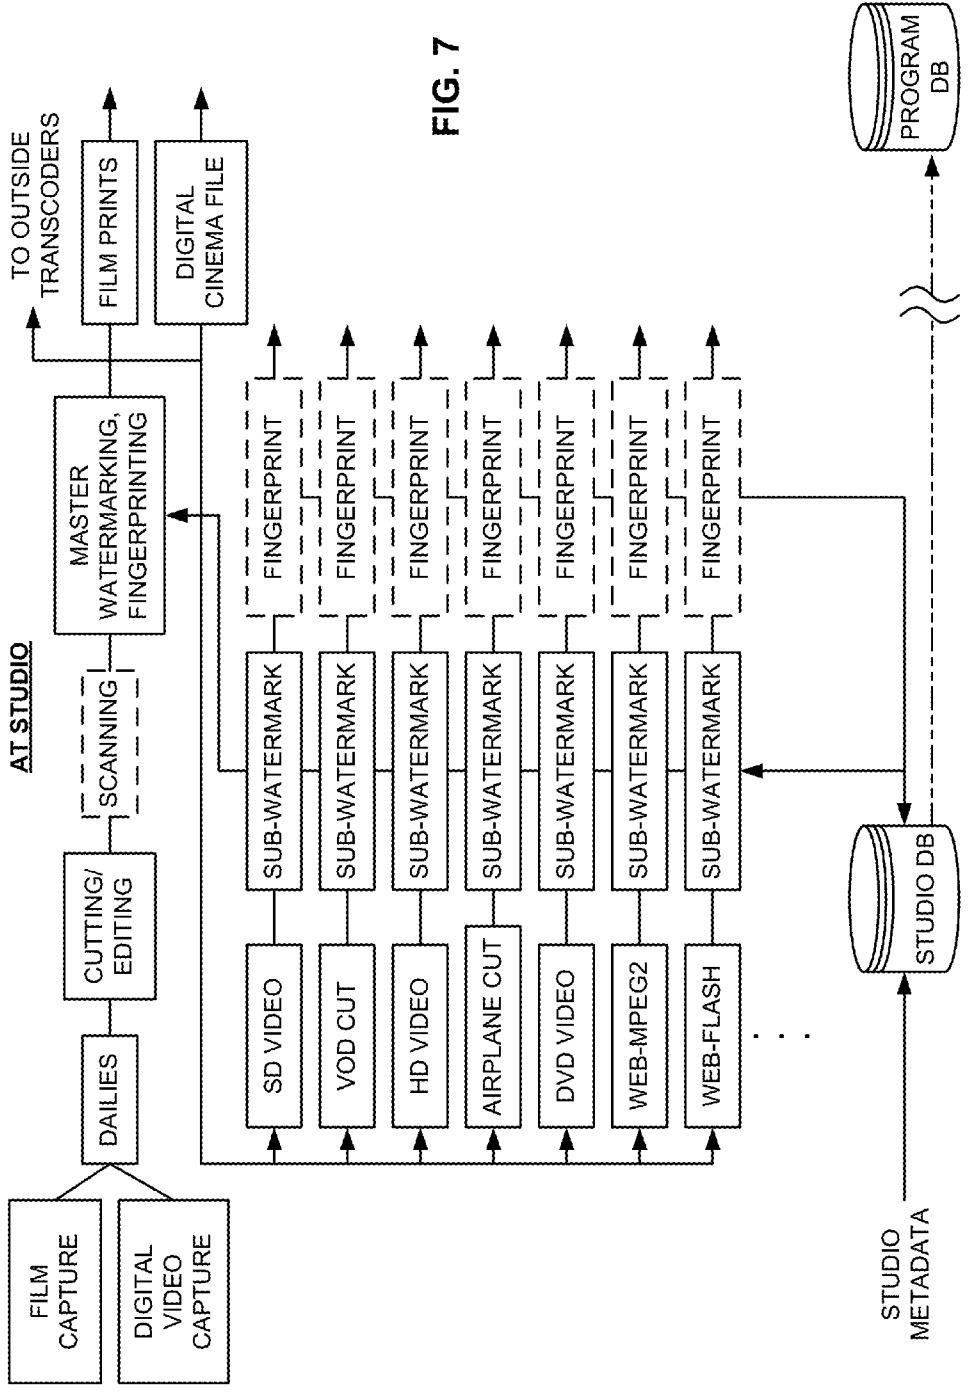 AT STUDIO
FILM
CAPTURE
DIGITAL
VIDEO
CAPTURE
DAILIES
CUTTING/
EDITING
SCANNING
MASTER
WATERMARKING,
FINGERPRINTING
TO OUTSIDE
TRANSCODERS
FILM PRINTS
DIGITAL
CINEMA FILE
SD VIDEO
SUB-WATERMARK
FINGERPRINT
VOD CUT
SUB-WATERMARK
FINGERPRINT
HD VIDEO
SUB-WATERMARK
FINGERPRINT
AIRPLANE CUT
SUB-WATERMARK
FINGERPRINT
DVD VIDEO
SUB-WATERMARK
FINGERPRINT
WEB-MPEG2
SUB-WATERMARK
FINGERPRINT
WEB-FLASH
SUB-WATERMARK
FINGERPRINT
. . .
STUDIO
METADATA
STUDIO DB
PROGRAM
DB
FIG. 7